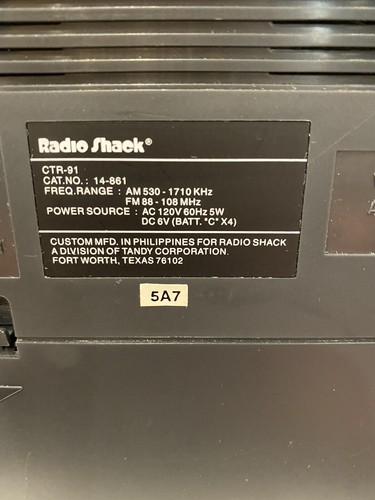 Radio Shack®
CTR-91
CAT.NO.: 14-861
FREQ.RANGE: AM 530 - 1710 KHz
FM 88 - 108 MHz
POWER SOURCE: AC 120V 60Hz 5W
DC 6V (BATT. "C" X4)
CUSTOM MFD. IN PHILIPPINES FOR RADIO SHACK
A DIVISION OF TANDY CORPORATION.
FORT WORTH, TEXAS 76102
5A7